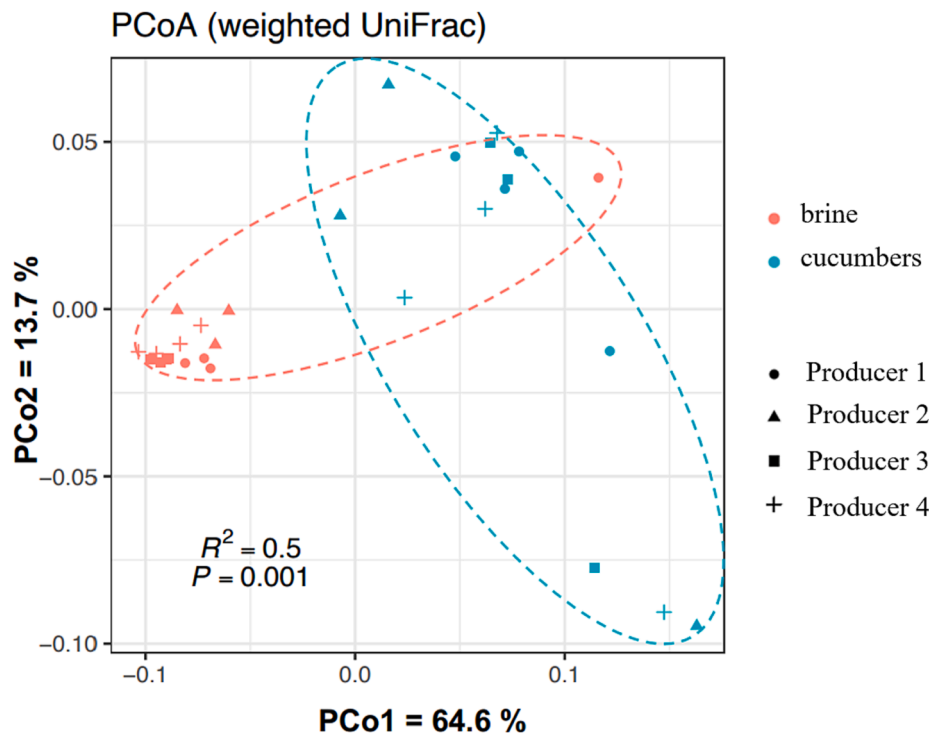 PCoA (weighted UniFrac)
0.05
0.00
−0.05
−0.10
PCo2 = 13.7 %
R² = 0.5
P = 0.001
−0.1
0.0
0.1
PCo1 = 64.6 %
brine
cucumbers
Producer 1
Producer 2
Producer 3
Producer 4